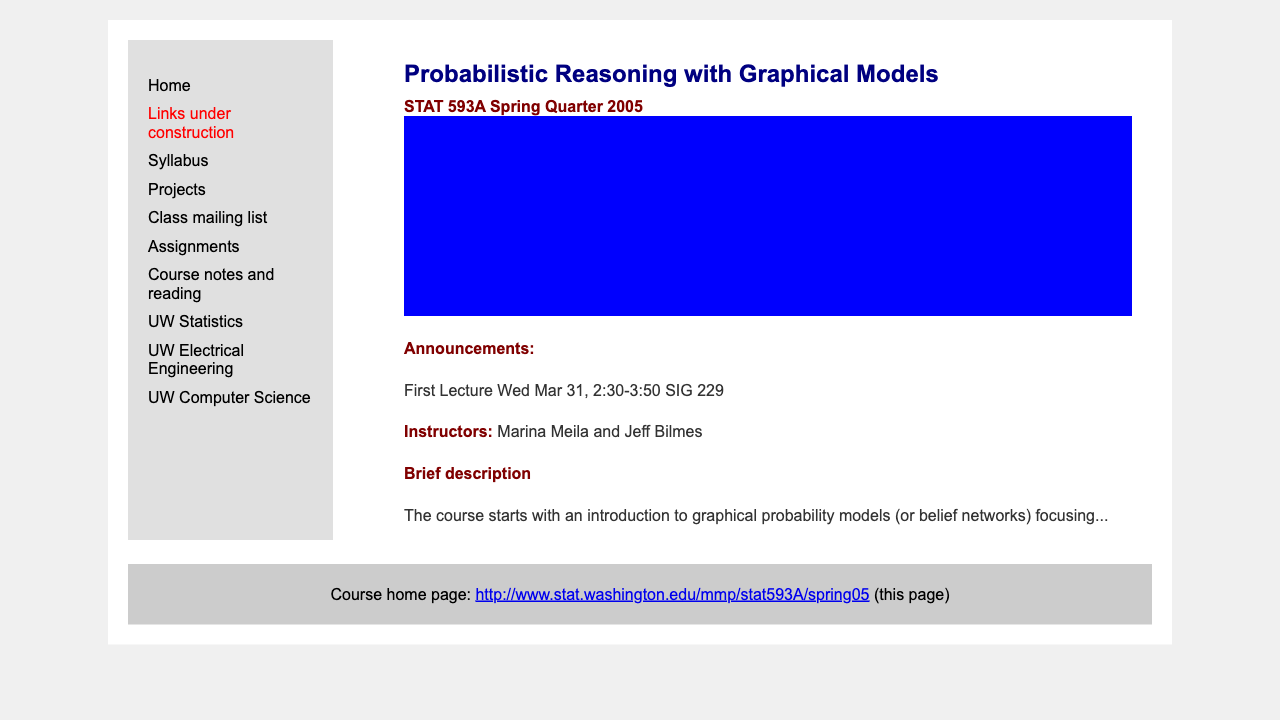 Home
Links under
construction
Syllabus
Projects
Class mailing list
Assignments
Course notes and
reading
UW Statistics
UW Electrical
Engineering
UW Computer Science
Probabilistic Reasoning with Graphical Models
STAT 593A Spring Quarter 2005
Announcements:
First Lecture Wed Mar 31, 2:30-3:50 SIG 229
Instructors: Marina Meila and Jeff Bilmes
Brief description
The course starts with an introduction to graphical probability models (or belief networks) focusing...
Course home page: http://www.stat.washington.edu/mmp/stat593A/spring05 (this page)